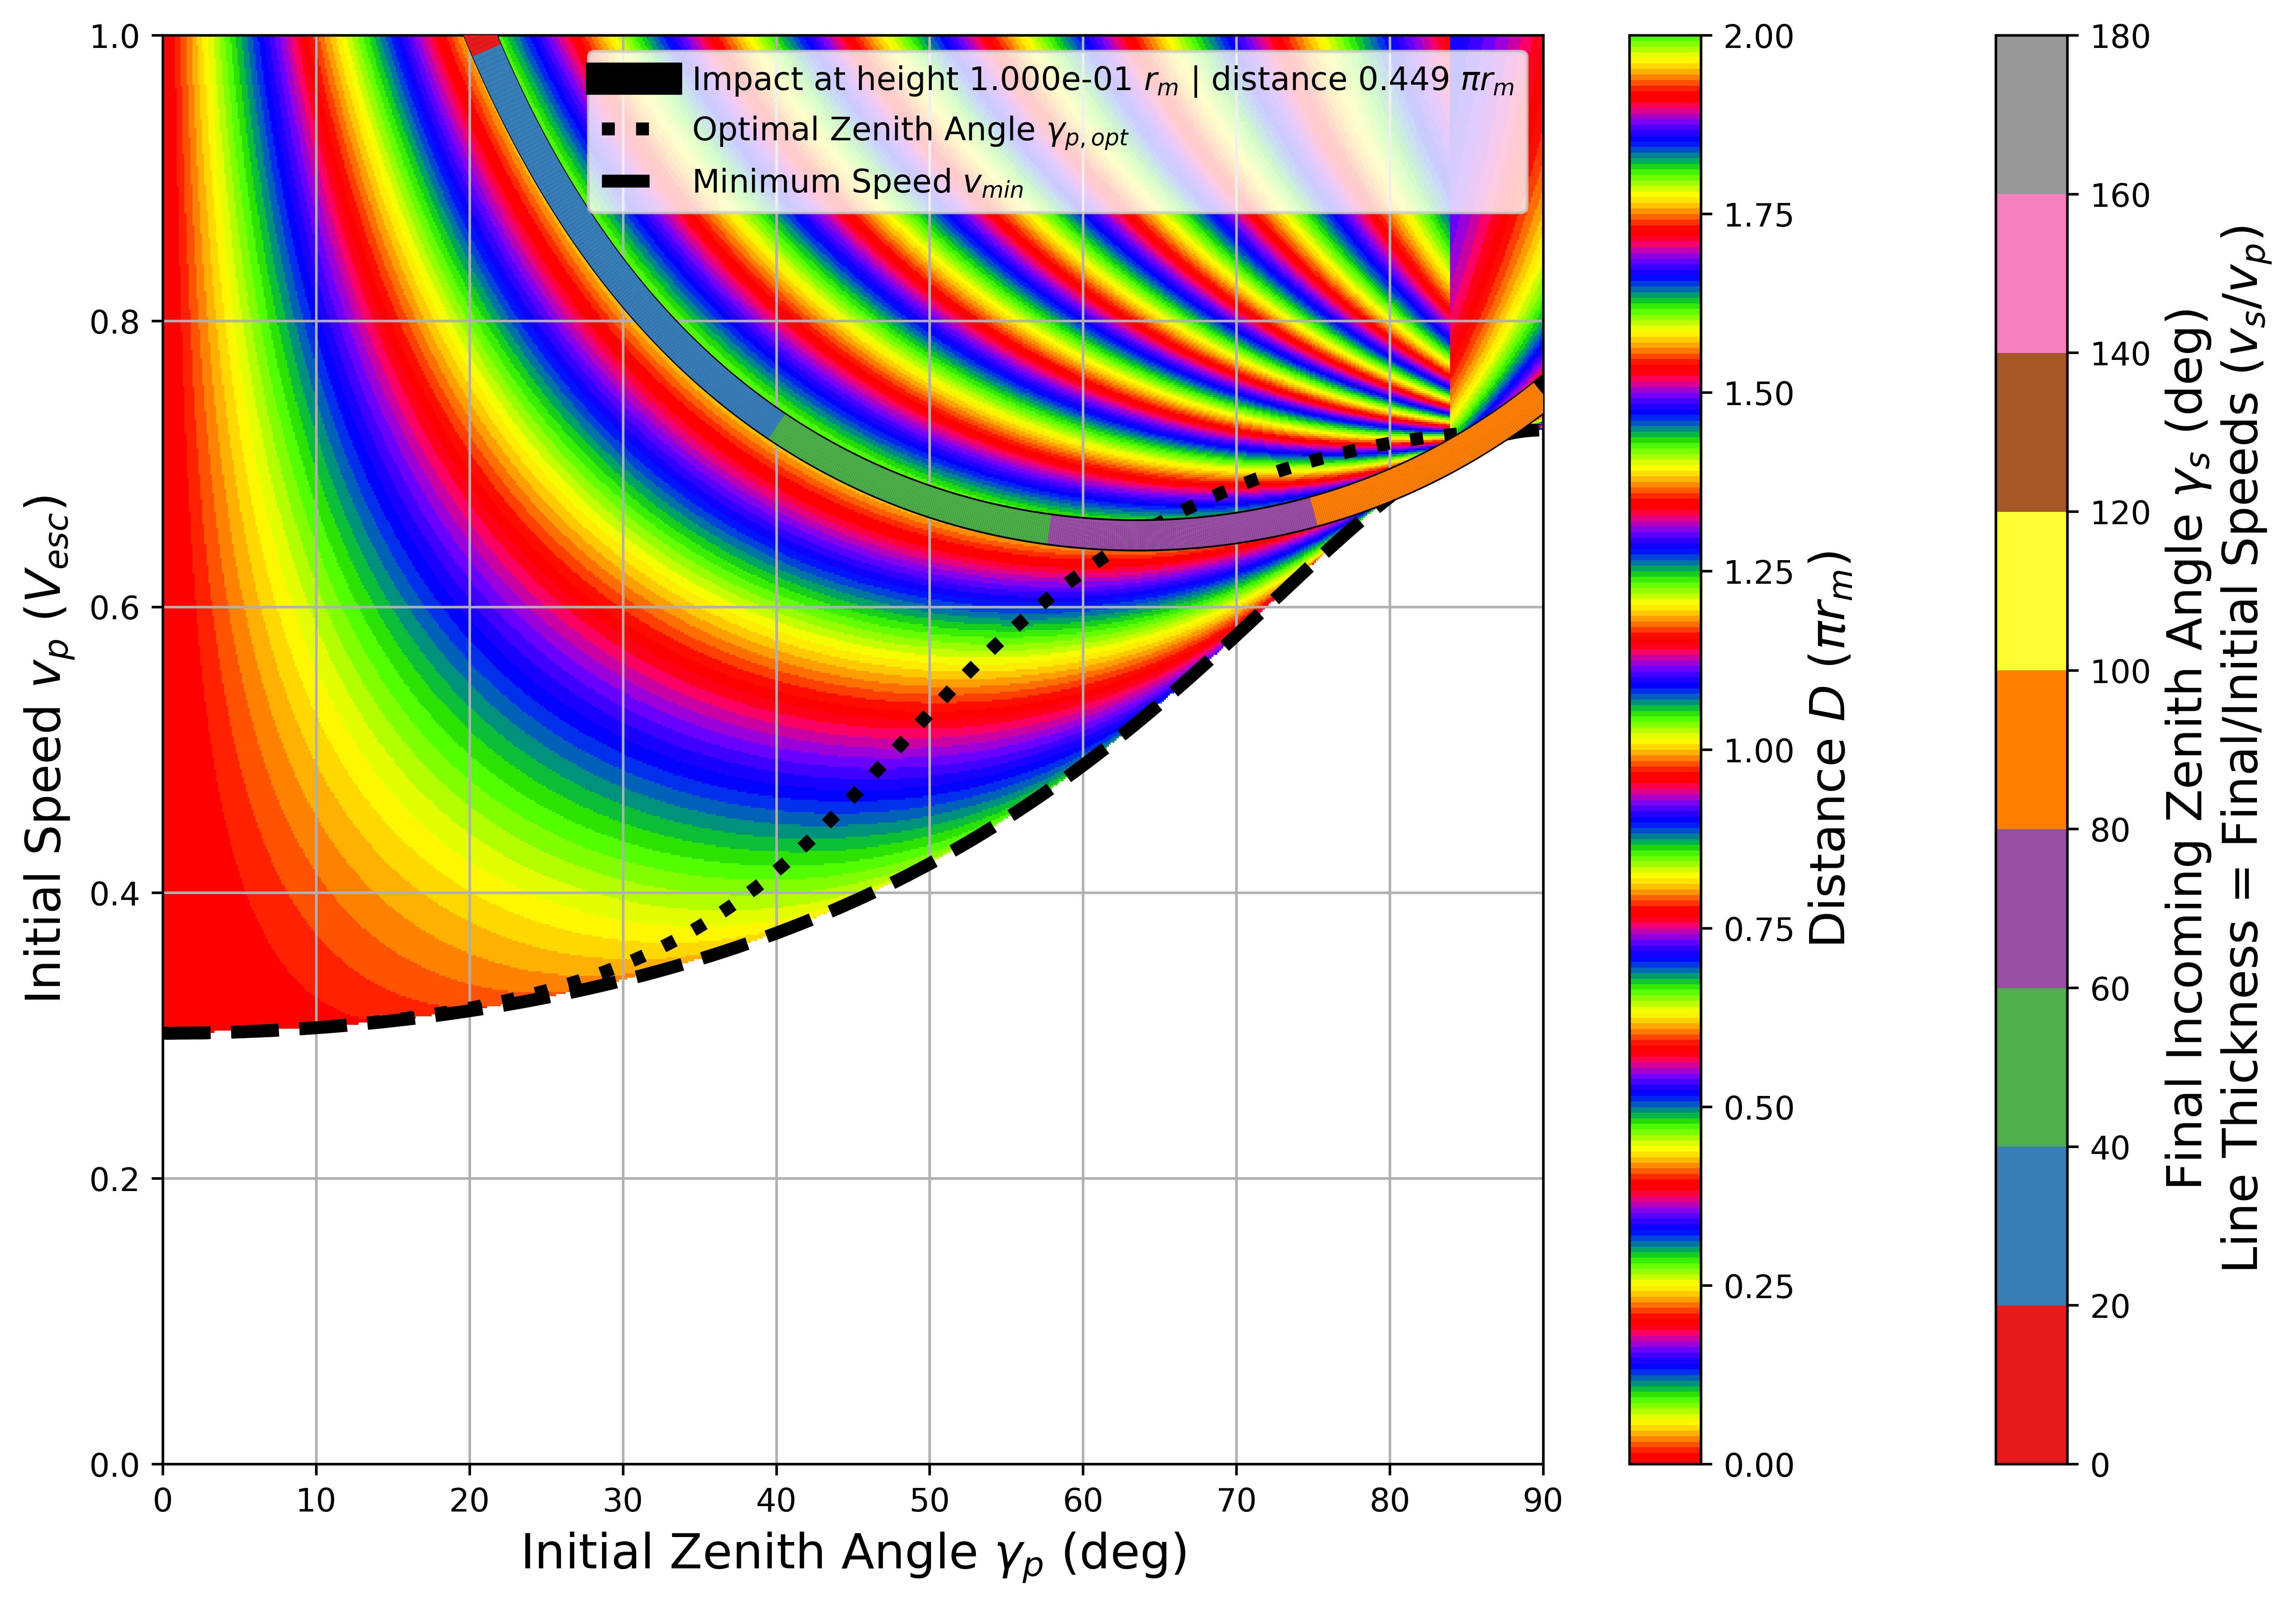 1.0
0.8
0.6
0.4
0.2
0.0
Initial Speed v_p (V_esc)
0 10 20 30 40 50 60 70 80 90
Initial Zenith Angle γ_p (deg)
Impact at height 1.000e-01 r_m | distance 0.449 πr_m
Optimal Zenith Angle γ_p,opt
Minimum Speed v_min
2.00
1.75
1.50
1.25
1.00
0.75
0.50
0.25
0.00
Distance D (πr_m)
180
160
140
120
100
80
60
40
20
0
Final Incoming Zenith Angle γ_s (deg)
Line Thickness = Final/Initial Speeds (v_s/v_p)